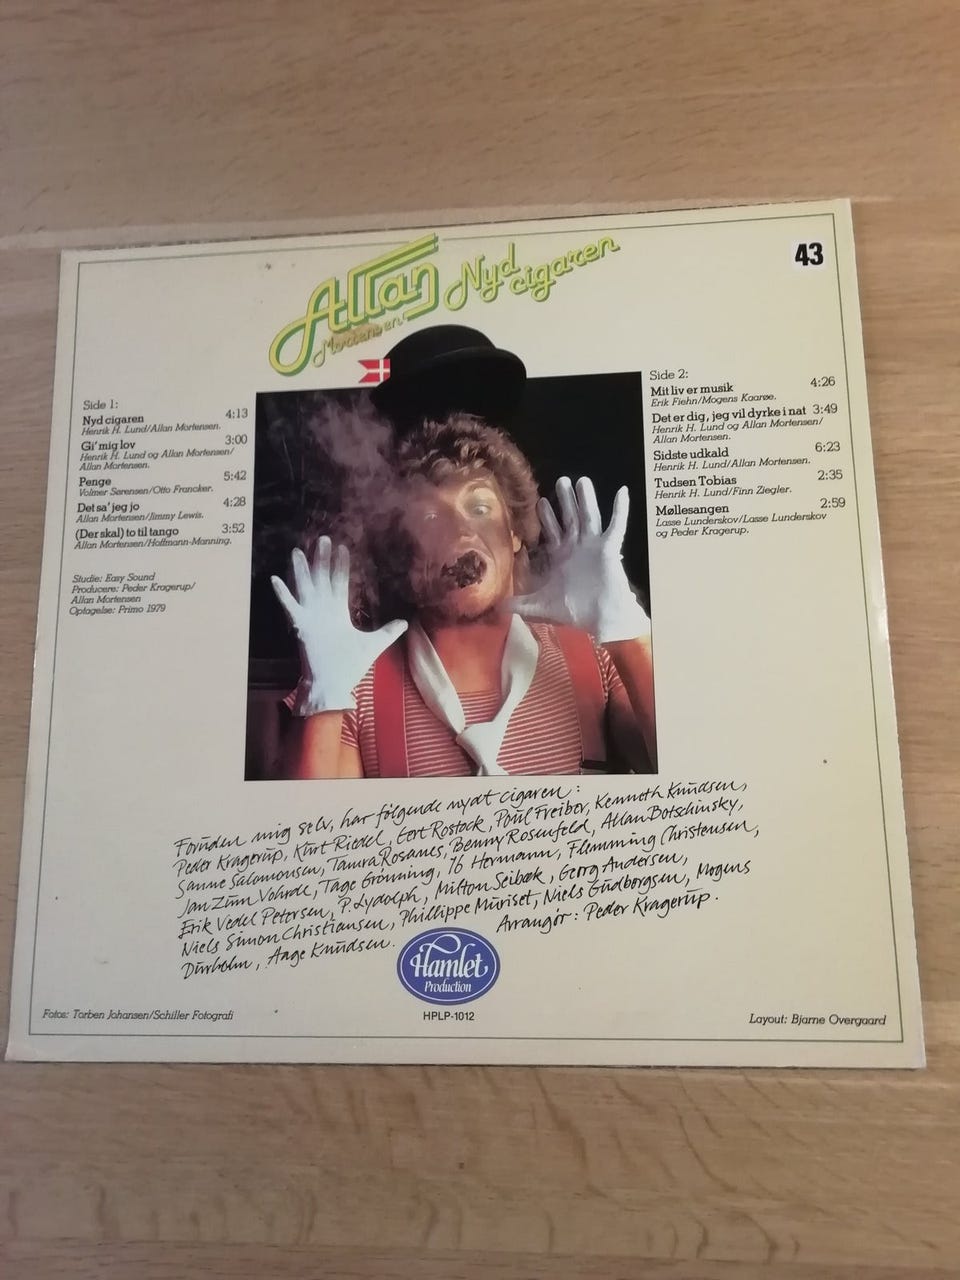 Allan
Mortensen
Nyd
cigaren
43
Side 1:
Nyd cigaren 4:13
Henrik H. Lund/Allan Mortensen.
Gi' mig lov 3:00
Henrik H. Lund og Allan Mortensen/
Allan Mortensen.
Penge 5:42
Volmer Sørensen/Otto Francker.
Det sa' jeg jo 4:28
Allan Mortensen/Jimmy Lewis.
(Der skal) to til tango 3:52
Allan Mortensen/Hoffmann-Manning.
Studie: Easy Sound
Producere: Peder Kragerup/
Allan Mortensen
Optagelse: Primo 1979
Side 2:
Mit liv er musik 4:26
Erik Fiehn/Mogens Kaarøe.
Det er dig, jeg vil dyrke i nat 3:49
Henrik H. Lund og Allan Mortensen/
Allan Mortensen.
Sidste udkald 6:23
Henrik H. Lund/Allan Mortensen.
Tudsen Tobias 2:35
Henrik H. Lund/Finn Ziegler.
Møllesangen 2:59
Lasse Lunderskov/Lasse Lunderskov
og Peder Kragerup.
Foruden mig selv, har følgende nydt cigaren:
Peder Kragerup, Kurt Riedel, Gert Rostock, Poul Freiber, Kenneth Knudsen,
Sanne Salomonsen, Tamra Rosanes, Benny Rosenfeld, Allan Botschinsky,
Jan Zum Vohrde, Tage Grönning, Ib Hermann, Flemming Christensen,
Erik Vedel Petersen, P. Lydolph, Milton Seibæk, Georg Andersen,
Niels Simon Christiansen, Phillippe Muriset, Niels Gudborgsen, Mogens
Durholm, Aage Knudsen. Arrangör: Peder Kragerup.
Hamlet
Production
HPLP-1012
Fotos: Torben Johansen/Schiller Fotografi
Layout: Bjarne Overgaard